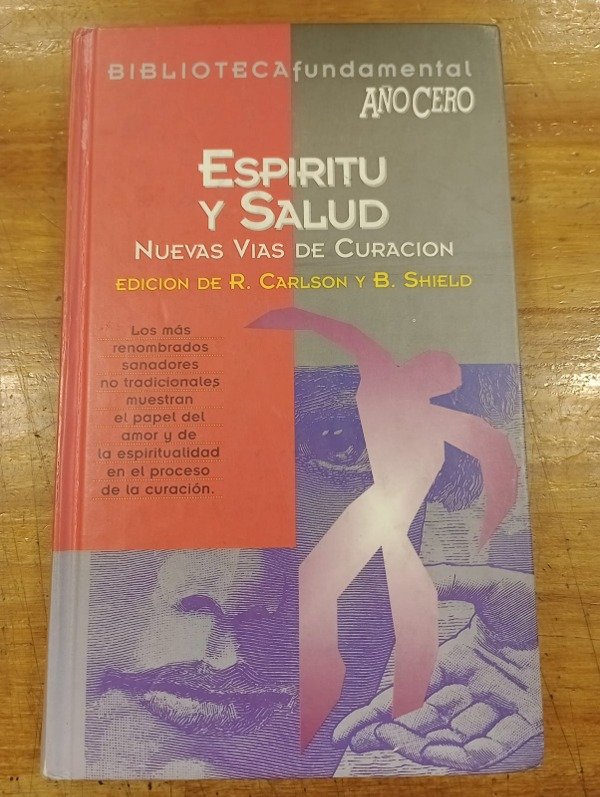 BIBLIOTECAfundamental
AÑO CERO
ESPIRITU
Y SALUD
NUEVAS VIAS DE CURACION
EDICION DE R. CARLSON Y B. SHIELD
Los más
renombrados
sanadores
no tradicionales
muestran
el papel del
amor y de
la espiritualidad
en el proceso
de la curación.